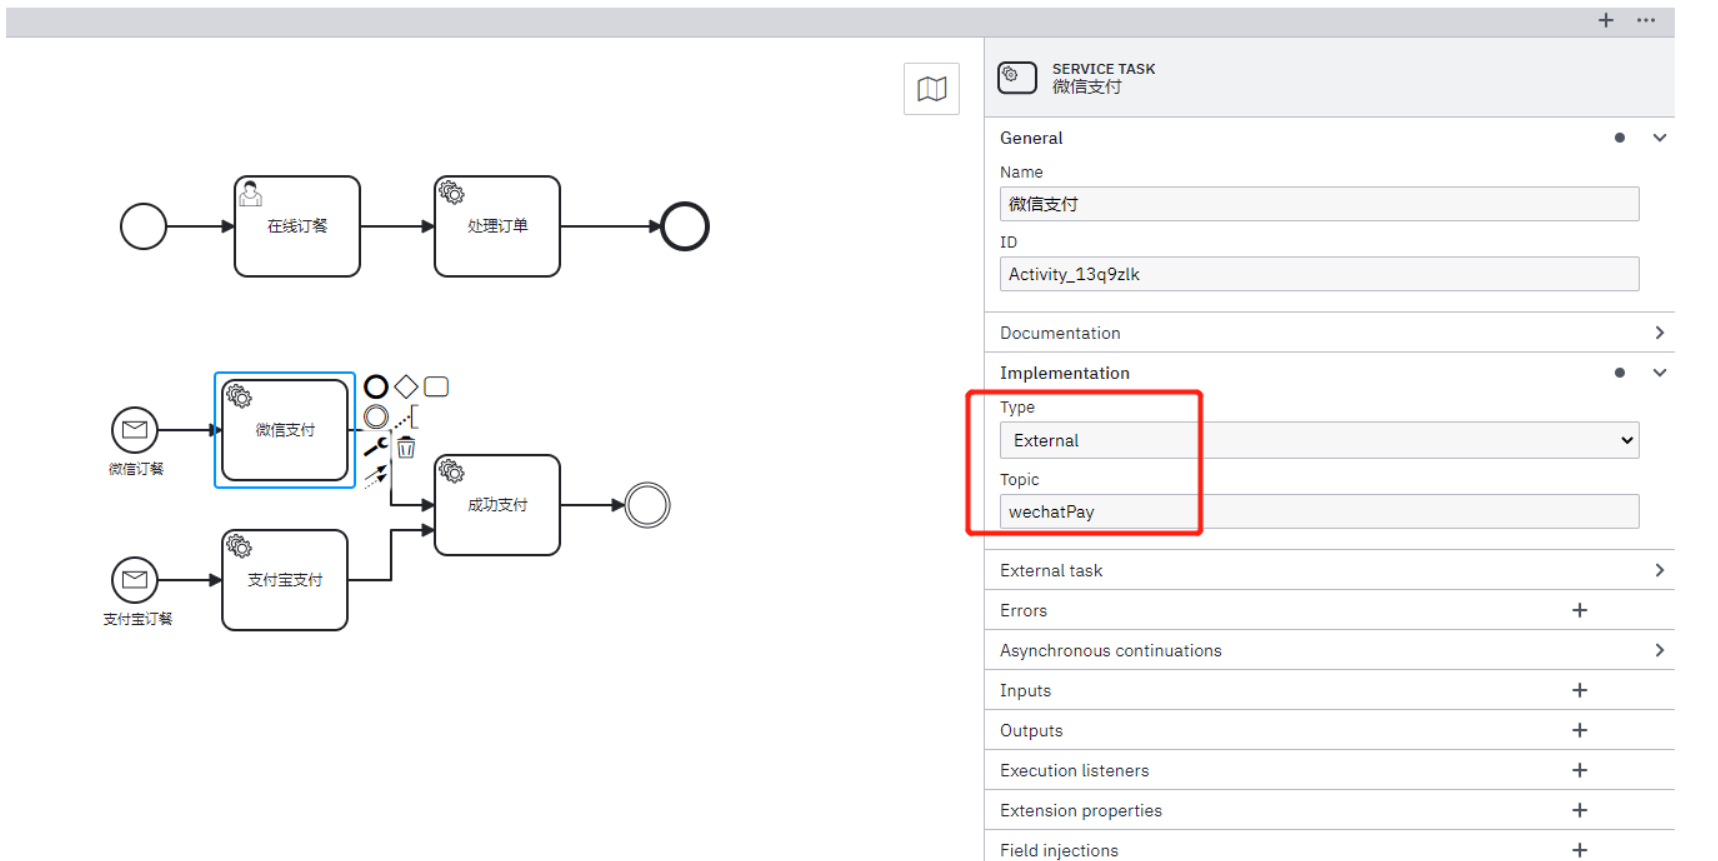 在线订餐
处理订单
微信支付
微信订餐
成功支付
支付宝支付
支付宝订餐
SERVICE TASK
微信支付
General
Name
微信支付
ID
Activity_13q9zlk
Documentation
Implementation
Type
External
Topic
wechatPay
External task
Errors
Asynchronous continuations
Inputs
Outputs
Execution listeners
Extension properties
Field injections